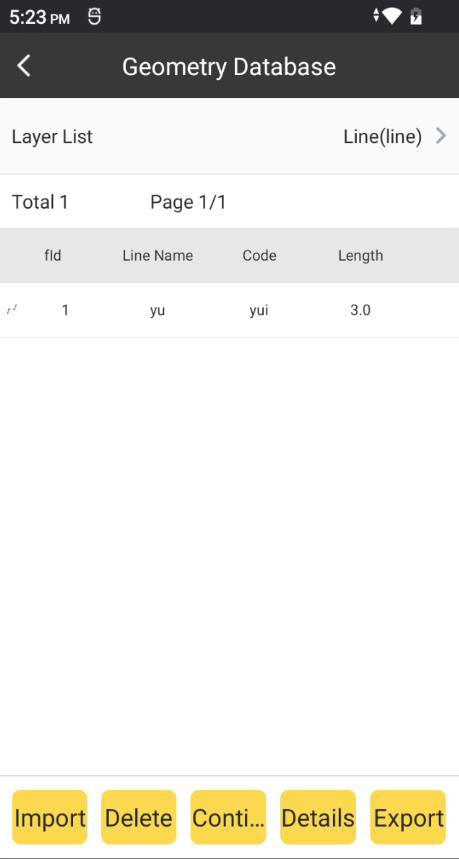 5:23 PM
Geometry Database
Layer List Line(line)
Total 1 Page 1/1
fId Line Name Code Length
1 yu yui 3.0
Import Delete Conti... Details Export